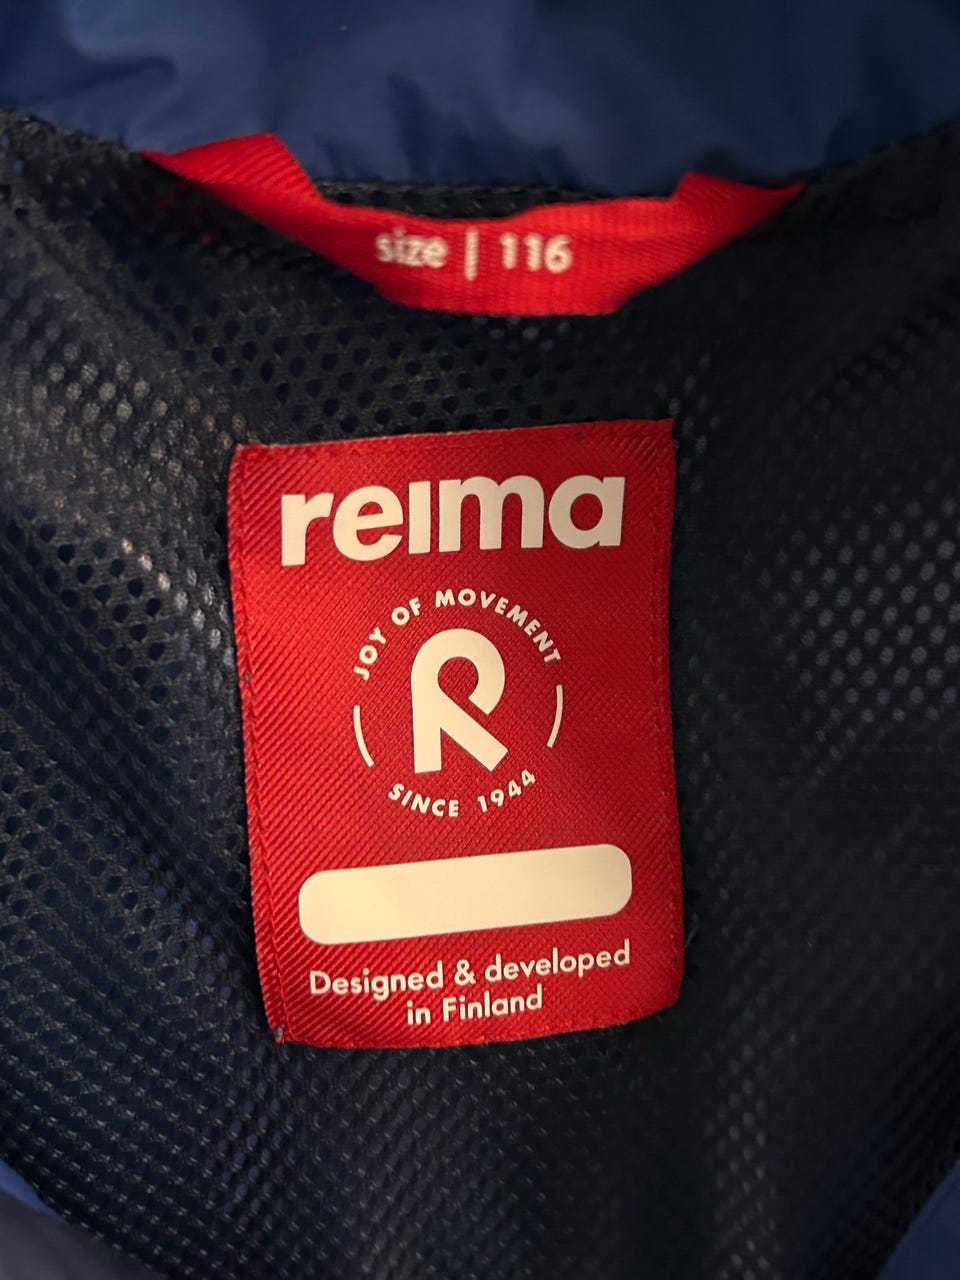 size | 116
reima
JOY OF MOVEMENT
R
SINCE 1944
Designed & developed
in Finland